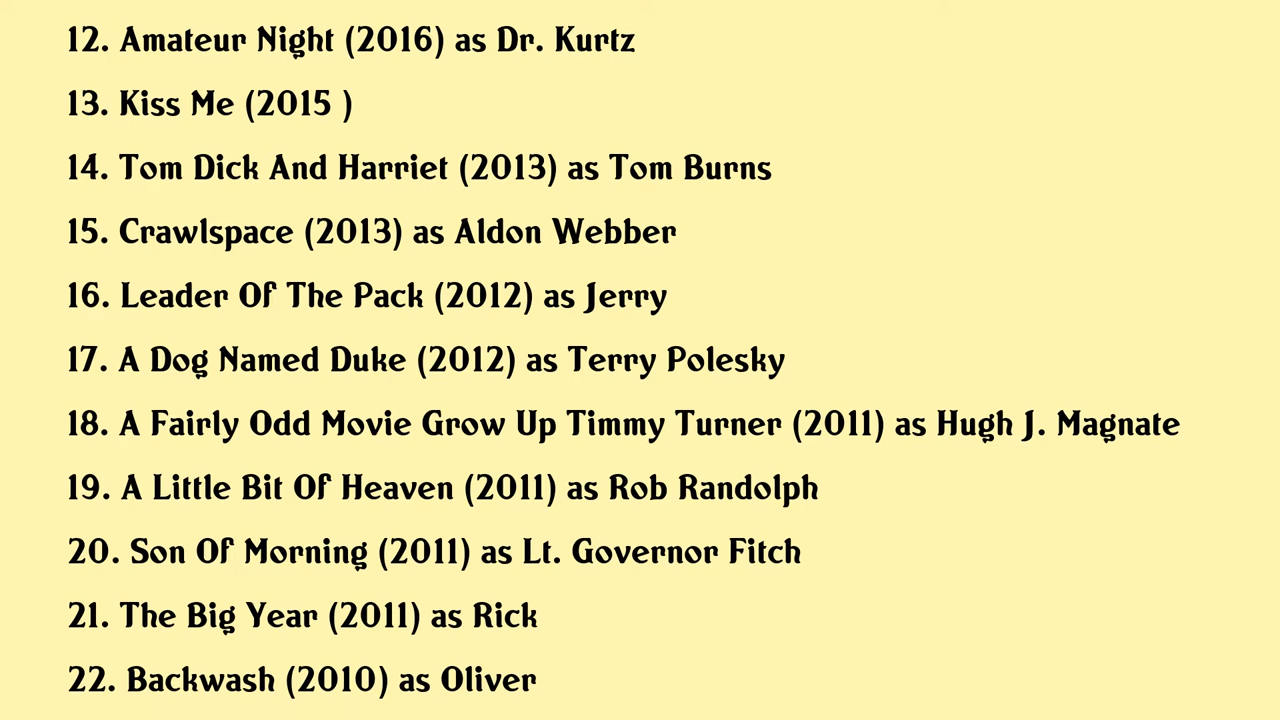 12. Amateur Night (2016) as Dr. Kurtz
13. Kiss Me (2015 )
14. Tom Dick And Harriet (2013) as Tom Burns
15. Crawlspace (2013) as Aldon Webber
16. Leader Of The Pack (2012) as Jerry
17. A Dog Named Duke (2012) as Terry Polesky
18. A Fairly Odd Movie Grow Up Timmy Turner (2011) as Hugh J. Magnate
19. A Little Bit Of Heaven (2011) as Rob Randolph
20. Son Of Morning (2011) as Lt. Governor Fitch
21. The Big Year (2011) as Rick
22. Backwash (2010) as Oliver